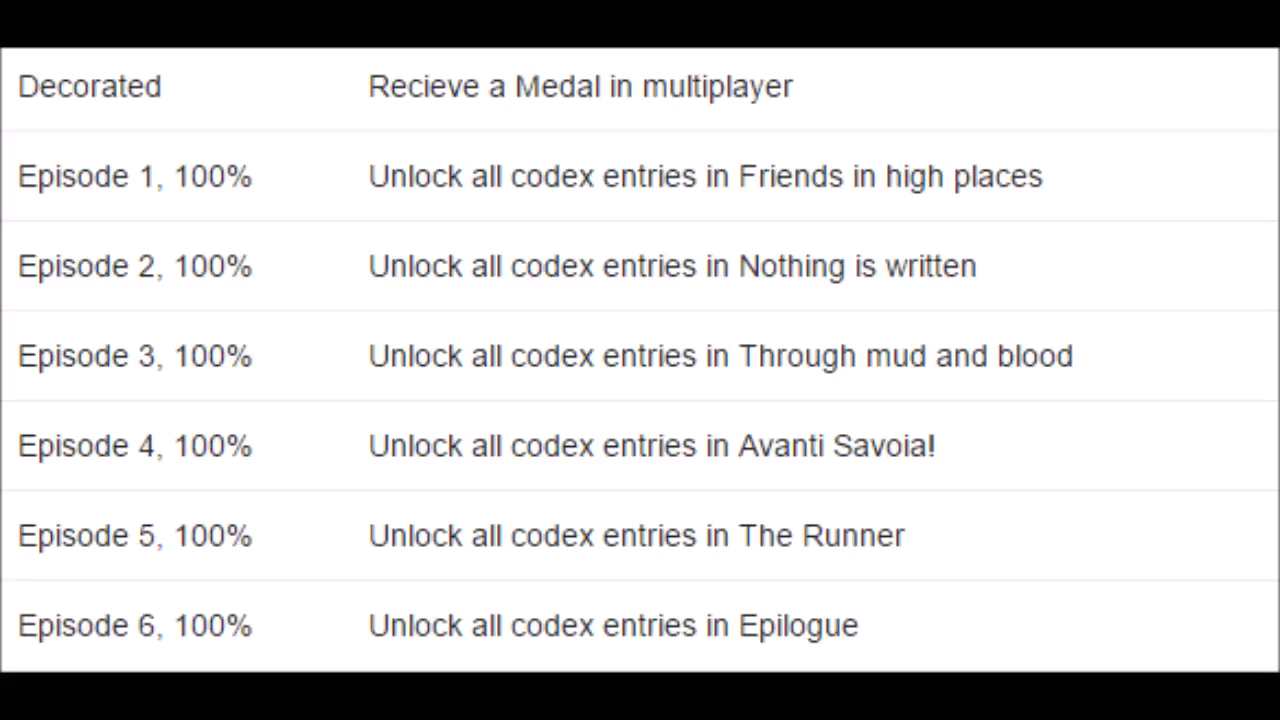 Decorated Recieve a Medal in multiplayer
Episode 1, 100% Unlock all codex entries in Friends in high places
Episode 2, 100% Unlock all codex entries in Nothing is written
Episode 3, 100% Unlock all codex entries in Through mud and blood
Episode 4, 100% Unlock all codex entries in Avanti Savoia!
Episode 5, 100% Unlock all codex entries in The Runner
Episode 6, 100% Unlock all codex entries in Epilogue